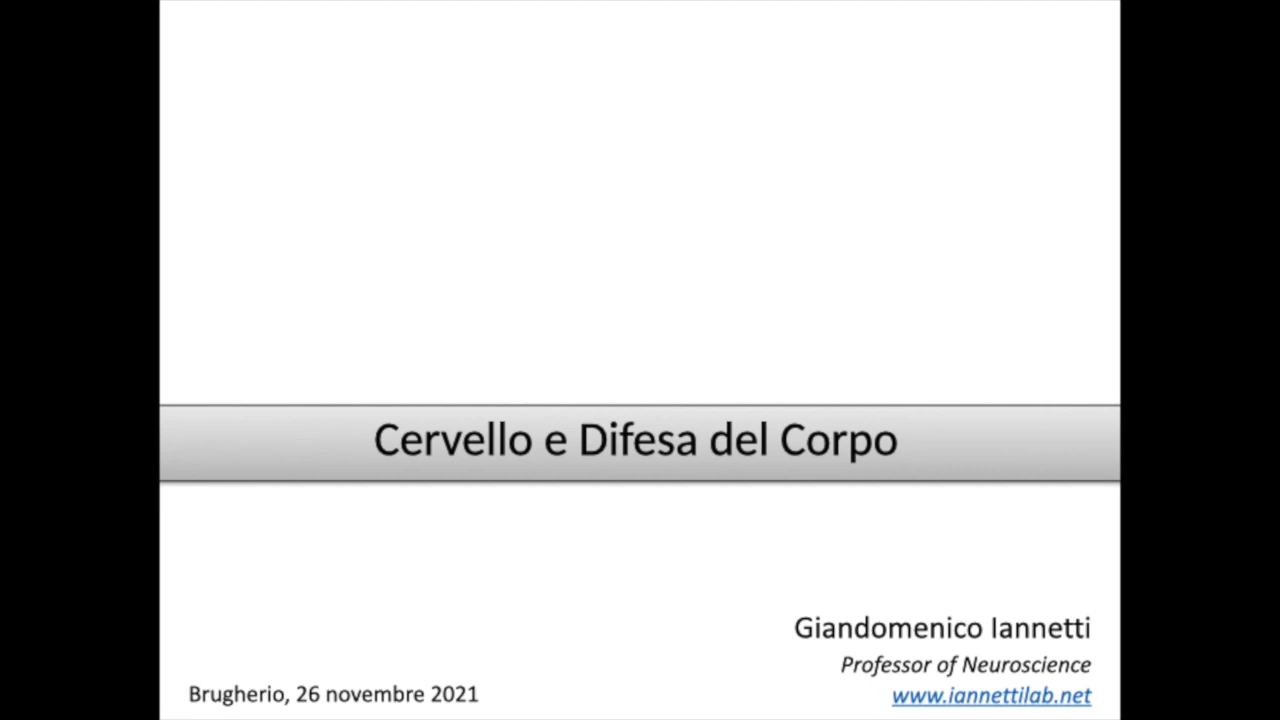 Cervello e Difesa del Corpo
Giandomenico Iannetti
Professor of Neuroscience
Brugherio, 26 novembre 2021
www.iannettilab.net